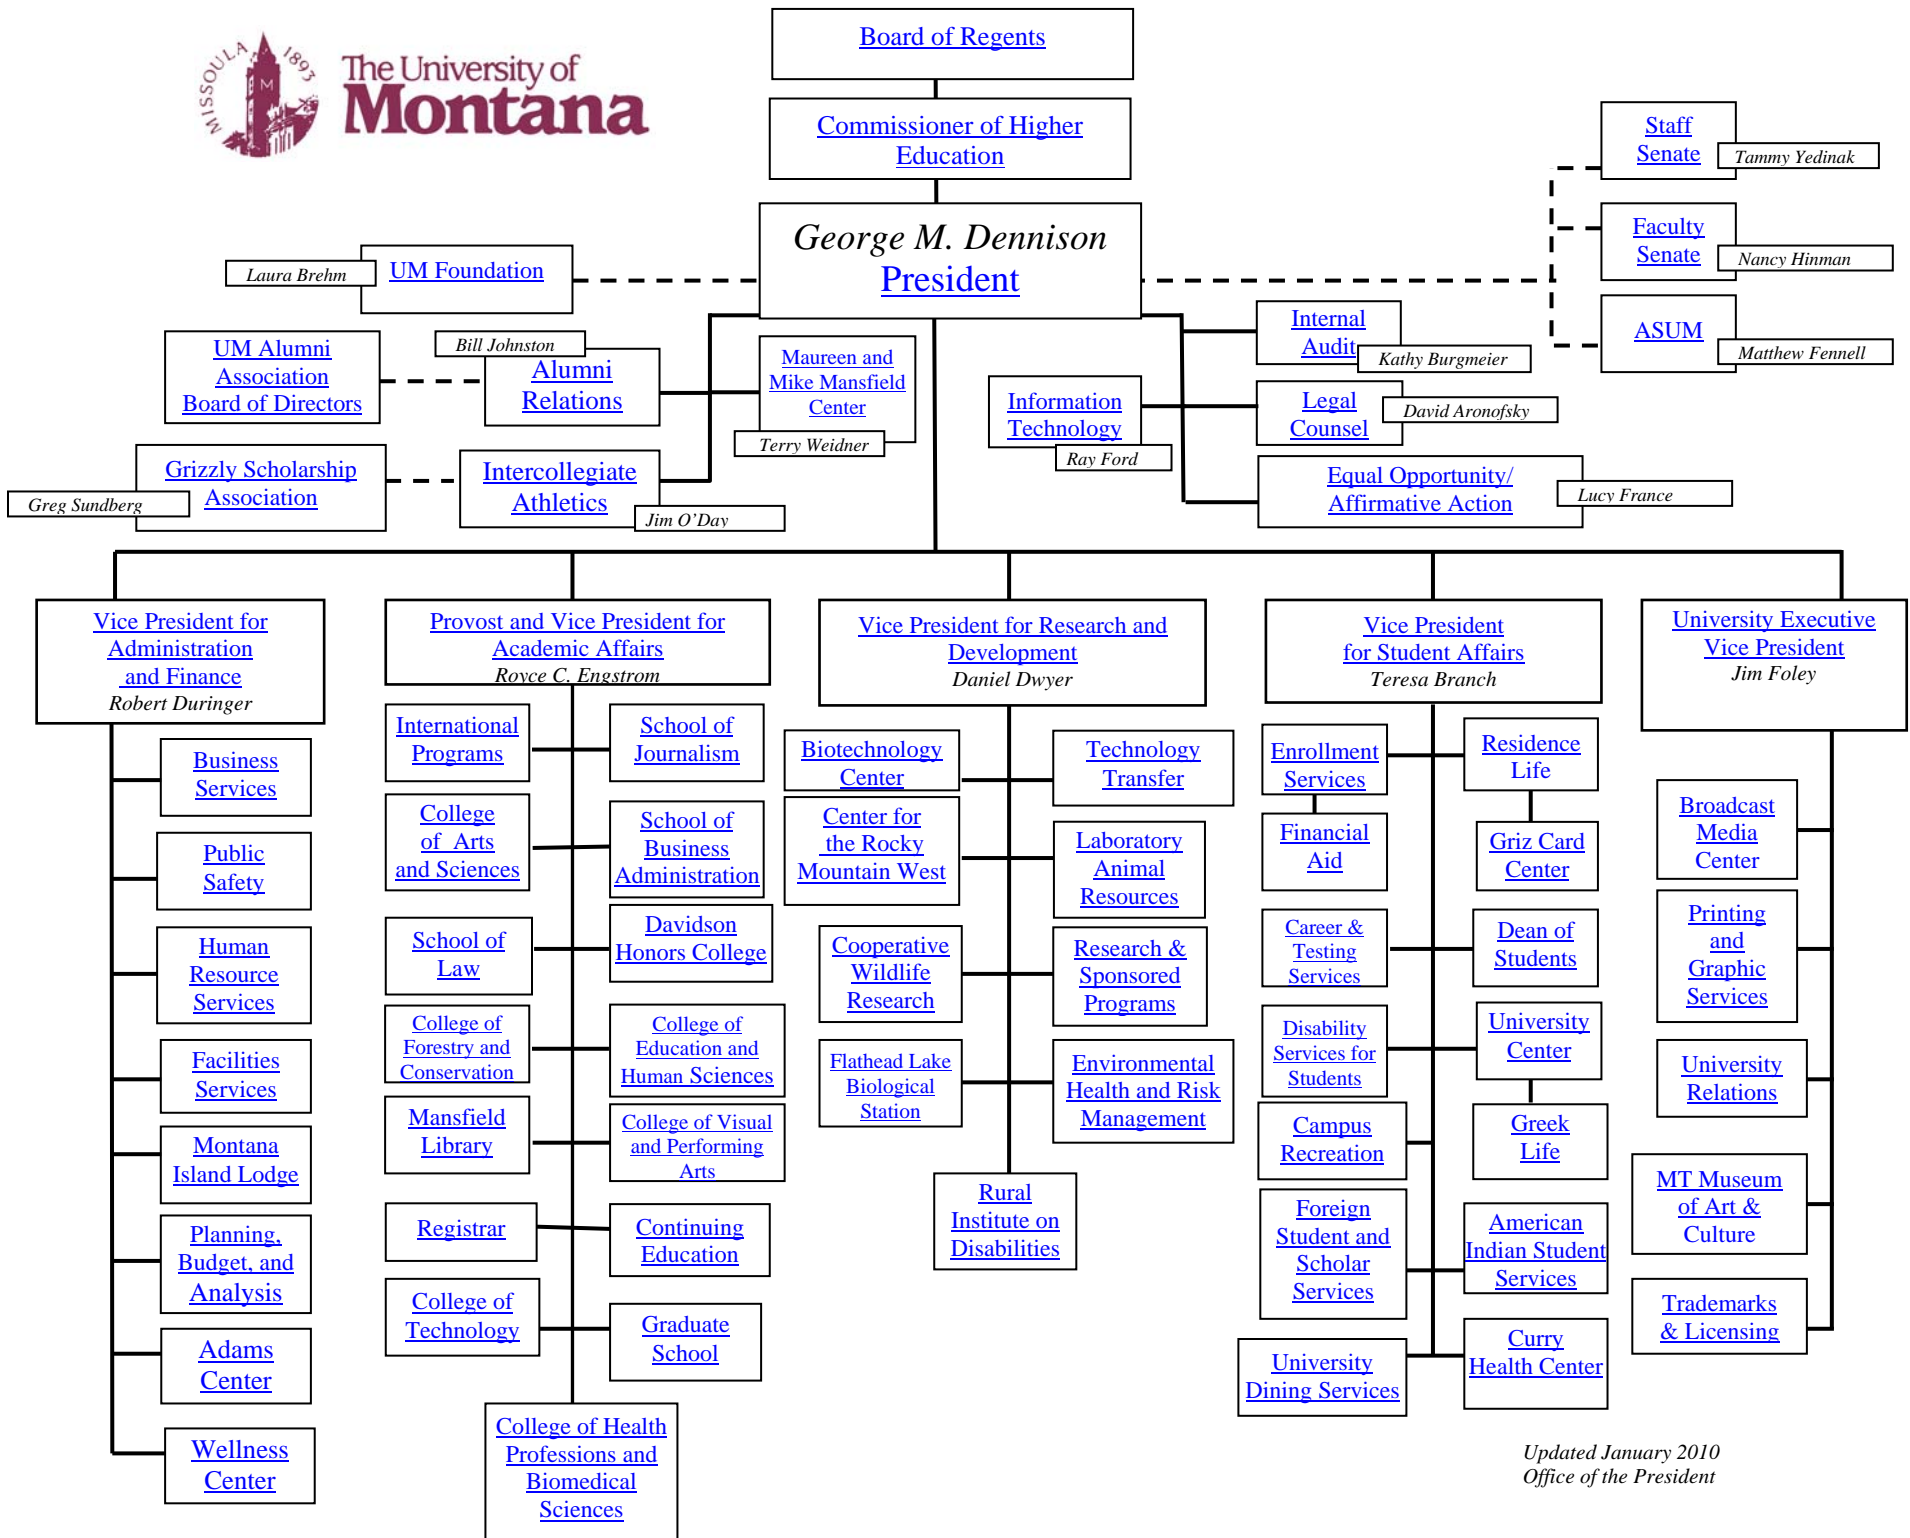 MISSOULA 1893
M
The University of
Montana
Board of Regents
Commissioner of Higher
Education
George M. Dennison
President
Staff
Senate
Tammy Yedinak
Faculty
Senate
Nancy Hinman
ASUM
Matthew Fennell
Laura Brehm
UM Foundation
UM Alumni
Association
Board of Directors
Bill Johnston
Alumni
Relations
Maureen and
Mike Mansfield
Center
Terry Weidner
Grizzly Scholarship
Association
Greg Sundberg
Intercollegiate
Athletics
Jim O'Day
Internal
Audit
Kathy Burgmeier
Information
Technology
Ray Ford
Legal
Counsel
David Aronofsky
Equal Opportunity/
Affirmative Action
Lucy France
Vice President for
Administration
and Finance
Robert Duringer
Business
Services
Public
Safety
Human
Resource
Services
Facilities
Services
Montana
Island Lodge
Planning,
Budget, and
Analysis
Adams
Center
Wellness
Center
Provost and Vice President for
Academic Affairs
Royce C. Engstrom
International
Programs
School of
Journalism
College
of Arts
and Sciences
School of
Business
Administration
School of
Law
Davidson
Honors College
College of
Forestry and
Conservation
College of
Education and
Human Sciences
Mansfield
Library
College of Visual
and Performing
Arts
Registrar
Continuing
Education
College of
Technology
Graduate
School
College of Health
Professions and
Biomedical
Sciences
Vice President for Research and
Development
Daniel Dwyer
Biotechnology
Center
Technology
Transfer
Center for
the Rocky
Mountain West
Laboratory
Animal
Resources
Cooperative
Wildlife
Research
Research &
Sponsored
Programs
Flathead Lake
Biological
Station
Environmental
Health and Risk
Management
Rural
Institute on
Disabilities
Vice President
for Student Affairs
Teresa Branch
Enrollment
Services
Residence
Life
Financial
Aid
Griz Card
Center
Career &
Testing
Services
Dean of
Students
Disability
Services for
Students
University
Center
Campus
Recreation
Greek
Life
Foreign
Student and
Scholar
Services
American
Indian Student
Services
University
Dining Services
Curry
Health Center
University Executive
Vice President
Jim Foley
Broadcast
Media
Center
Printing
and
Graphic
Services
University
Relations
MT Museum
of Art &
Culture
Trademarks
& Licensing
Updated January 2010
Office of the President